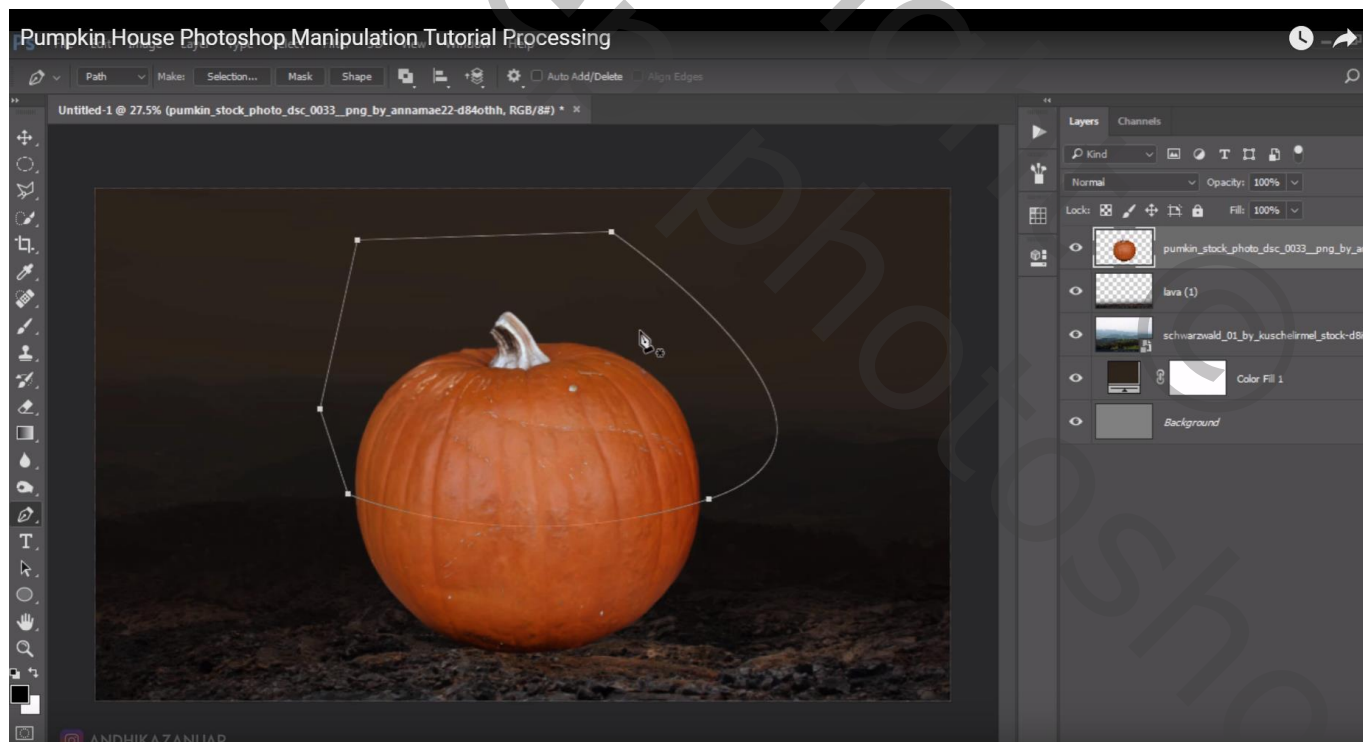 Pumpkin House Photoshop Manipulation Tutorial Processing
Path Make: Selection... Mask Shape Auto Add/Delete Align Edges
Untitled-1 @ 27.5% (pumkin_stock_photo_dsc_0033__png_by_annamae22-d84othh, RGB/8#) * ×
Layers Channels
Kind
Normal Opacity: 100%
Lock: Fill: 100%
pumkin_stock_photo_dsc_0033__png_by_a
lava (1)
schwarzwald_01_by_kuschelirmel_stock-d8
Color Fill 1
Background
ANDHIKAZANUAR